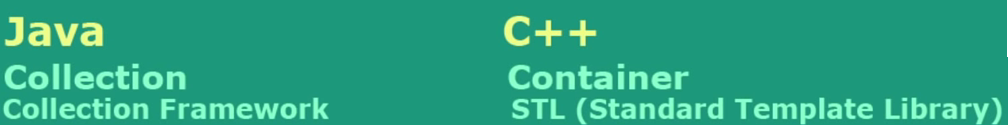 Java C++
Collection Container
Collection Framework STL (Standard Template Library)